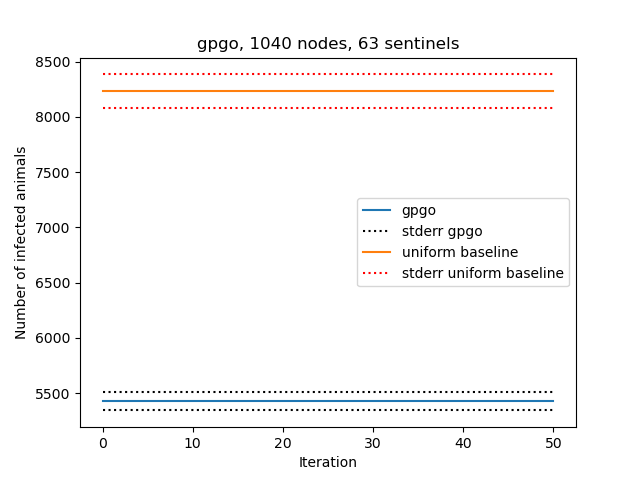 gpgo, 1040 nodes, 63 sentinels
Number of infected animals
8500
8000
7500
7000
6500
6000
5500
gpgo
stderr gpgo
uniform baseline
stderr uniform baseline
0 10 20 30 40 50
Iteration